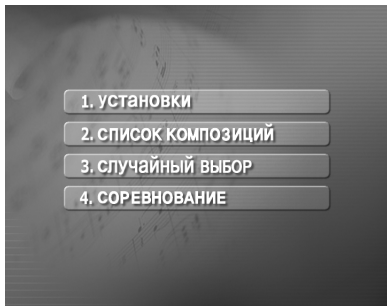 1. УСТАНОВКИ
2. СПИСОК КОМПОЗИЦИЙ
3. СЛУЧАЙНЫЙ ВЫБОР
4. СОРЕВНОВАНИЕ